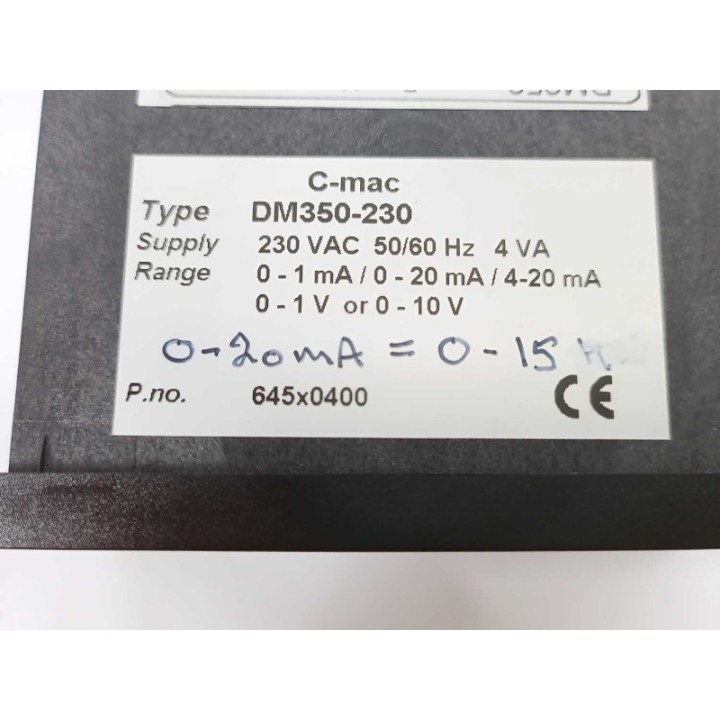 DM350
C-mac
Type DM350-230
Supply 230 VAC 50/60 Hz 4 VA
Range 0 - 1 mA / 0 - 20 mA / 4-20 mA
0 - 1 V or 0 - 10 V
0-20mA = 0-15
P.no. 645x0400 CE